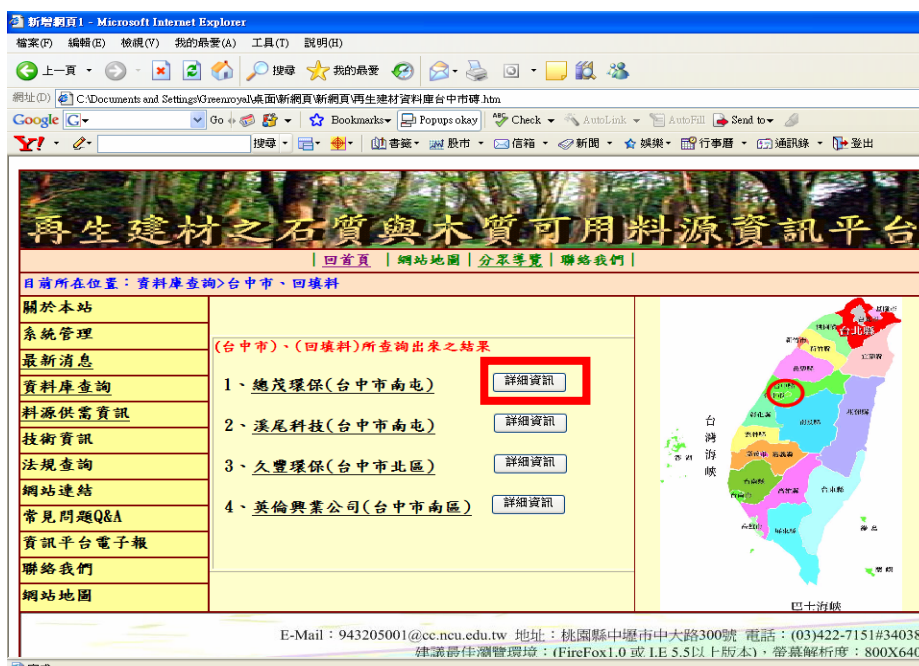 新增網頁1 - Microsoft Internet Explorer
檔案(F) 編輯(E) 檢視(V) 我的最愛(A) 工具(T) 說明(H)
上一頁 搜尋 我的最愛
網址(D) C:\Documents and Settings\Greenroyal\桌面\新網頁\新網頁\再生建材資料庫台中市磚.htm
Google G Go Bookmarks Popups okay Check AutoLink AutoFill Send to
Y! 搜尋 書籤 股市 信箱 新聞 娛樂 行事曆 通訊錄 登出
再生建材之石質與木質可用料源資訊平台
|回首頁 |網站地圖|分眾導覽|聯絡我們|
目前所在位置：資料庫查詢>台中市、回填料
關於本站
系統管理
最新消息
資料庫查詢
料源供需資訊
技術資訊
法規查詢
網站連結
常見問題Q&A
資訊平台電子報
聯絡我們
網站地圖
(台中市)、(回填料)所查詢出來之結果
1、總茂環保(台中市南屯) 詳細資訊
2、溪尾科技(台中市南屯) 詳細資訊
3、久豐環保(台中市北區) 詳細資訊
4、英倫興業公司(台中市南區) 詳細資訊
台北縣
台灣海峽
台東縣
巴士海峽
E-Mail：943205001@cc.ncu.edu.tw 地址：桃園縣中壢市中大路300號 電話：(03)422-7151#34038
建議最佳瀏覽環境：(FireFox1.0 或 I.E 5.5以上版本)，螢幕解析度：800X640